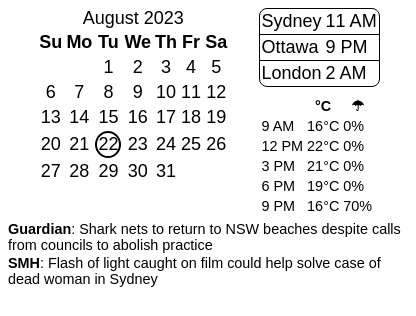 August 2023
Su Mo Tu We Th Fr Sa
1 2 3 4 5
6 7 8 9 10 11 12
13 14 15 16 17 18 19
20 21 22 23 24 25 26
27 28 29 30 31
Sydney 11 AM
Ottawa 9 PM
London 2 AM
°C ☂
9 AM 16°C 0%
12 PM 22°C 0%
3 PM 21°C 0%
6 PM 19°C 0%
9 PM 16°C 70%
Guardian: Shark nets to return to NSW beaches despite calls
from councils to abolish practice
SMH: Flash of light caught on film could help solve case of
dead woman in Sydney